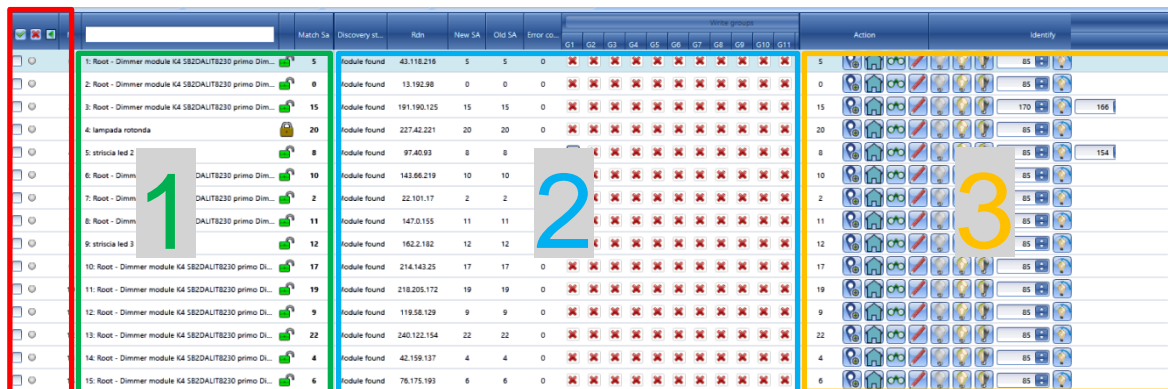 Write groups
Match Sa Discovery st... Rdn New SA Old SA Error co... G1 G2 G3 G4 G5 G6 G7 G8 G9 G10 G11 Action Identify
1: Root - Dimmer module K4 SB2DALIT8230 primo Dim... 5 Module found 43.118.216 5 5 0 5 85
2: Root - Dimmer module K4 SB2DALIT8230 primo Dim... 0 Module found 13.192.98 0 0 0 0 85
3: Root - Dimmer module K4 SB2DALIT8230 primo Dim... 15 Module found 191.190.125 15 15 0 15 170 166
4: lampada rotonda 20 Module found 227.42.221 20 20 0 20 85
5: striscia led 2 8 Module found 97.40.93 8 8 8 85 154
6: Root - Dimm DALIT8230 primo Dim... 10 Module found 143.66.219 10 10 10 85
7: Root - Dimm DALIT8230 primo Dim... 2 Module found 22.101.17 2 2 2 85
8: Root - Dimm DALIT8230 primo Dim... 11 Module found 147.0.155 11 11 11 85
9: striscia led 3 12 Module found 162.2.182 12 12 12 85
10: Root - Dimmer module K4 SB2DALIT8230 primo Di... 17 Module found 214.143.25 17 17 0 17 85
11: Root - Dimmer module K4 SB2DALIT8230 primo Di... 19 Module found 218.205.172 19 19 0 19 85
12: Root - Dimmer module K4 SB2DALIT8230 primo Di... 9 Module found 119.58.129 9 9 0 9 85
13: Root - Dimmer module K4 SB2DALIT8230 primo Di... 22 Module found 240.122.154 22 22 0 22 85
14: Root - Dimmer module K4 SB2DALIT8230 primo Di... 4 Module found 42.159.137 4 4 0 4 85
15: Root - Dimmer module K4 SB2DALIT8230 primo Di... 6 Module found 76.175.193 6 6 0 6 85
1 2 3